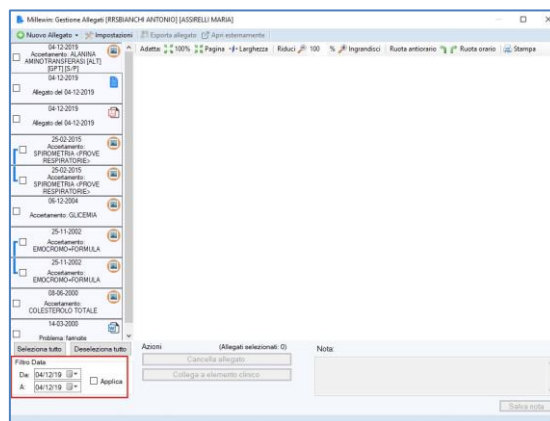 Millewin: Gestione Allegati [RRSBIANCHI ANTONIO] [ASSIRELLI MARIA]
Nuovo Allegato Impostazioni Esporta allegato Apri esternamente
Adatta: 100% Pagina Larghezza Riduci 100 % Ingrandisci Ruota antiorario Ruota orario Stampa
04-12-2019
Accertamento: ALANINA
AMINOTRANSFERASI [ALT]
[GPT] [S/P]
04-12-2019
Allegato del 04-12-2019
04-12-2019
Allegato del 04-12-2019
25-02-2015
Accertamento:
SPIROMETRIA <PROVE
RESPIRATORIE>
25-02-2015
Accertamento:
SPIROMETRIA <PROVE
RESPIRATORIE>
06-12-2004
Accertamento: GLICEMIA
25-11-2002
Accertamento:
EMOCROMO+FORMULA
25-11-2002
Accertamento:
EMOCROMO+FORMULA
08-06-2000
Accertamento:
COLESTEROLO TOTALE
14-03-2000
Problema: famotia
Seleziona tutto Deseleziona tutto
Filtro Data
Da: 04/12/19
A: 04/12/19
Applica
Azioni (Allegati selezionati: 0)
Cancella allegato
Collega a elemento clinico
Nota:
Salva nota